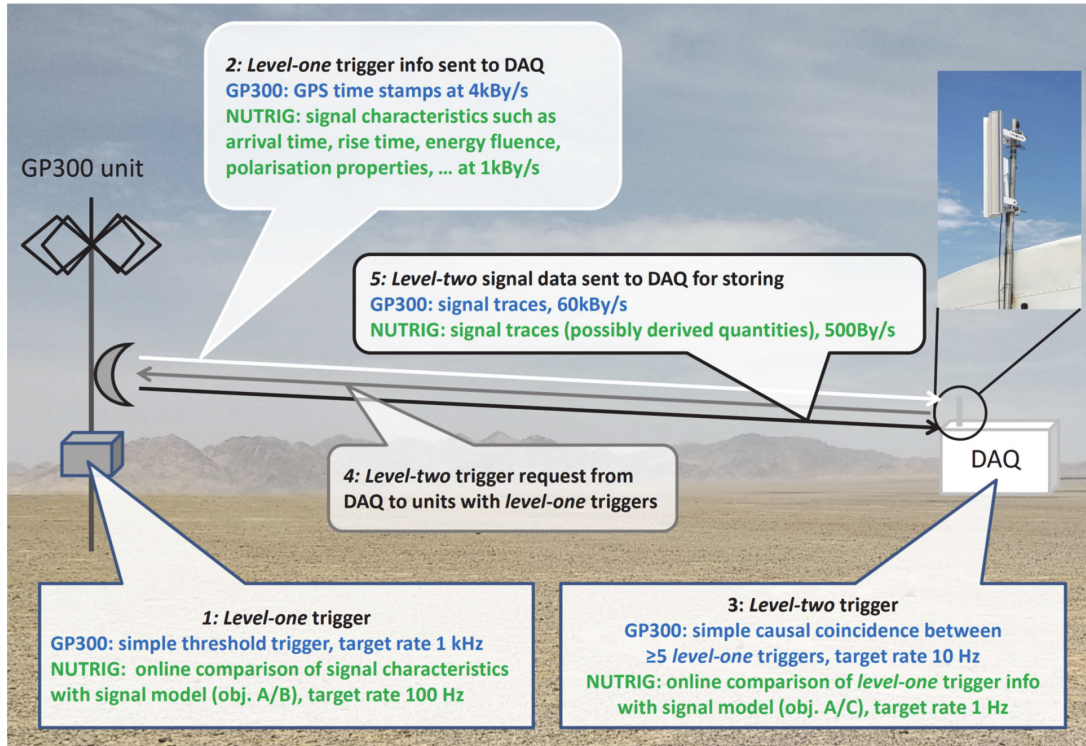 2: Level-one trigger info sent to DAQ
GP300: GPS time stamps at 4kBy/s
NUTRIG: signal characteristics such as
arrival time, rise time, energy fluence,
polarisation properties, ... at 1kBy/s
GP300 unit
5: Level-two signal data sent to DAQ for storing
GP300: signal traces, 60kBy/s
NUTRIG: signal traces (possibly derived quantities), 500By/s
DAQ
4: Level-two trigger request from
DAQ to units with level-one triggers
1: Level-one trigger
GP300: simple threshold trigger, target rate 1 kHz
NUTRIG: online comparison of signal characteristics
with signal model (obj. A/B), target rate 100 Hz
3: Level-two trigger
GP300: simple causal coincidence between
≥5 level-one triggers, target rate 10 Hz
NUTRIG: online comparison of level-one trigger info
with signal model (obj. A/C), target rate 1 Hz